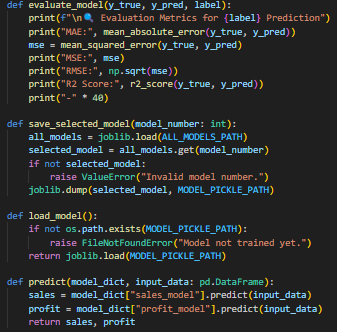 def evaluate_model(y_true, y_pred, label):
    print(f"\n🔍 Evaluation Metrics for {label} Prediction")
    print("MAE:", mean_absolute_error(y_true, y_pred))
    mse = mean_squared_error(y_true, y_pred)
    print("MSE:", mse)
    print("RMSE:", np.sqrt(mse))
    print("R2 Score:", r2_score(y_true, y_pred))
    print("-" * 40)

def save_selected_model(model_number: int):
    all_models = joblib.load(ALL_MODELS_PATH)
    selected_model = all_models.get(model_number)
    if not selected_model:
        raise ValueError("Invalid model number.")
    joblib.dump(selected_model, MODEL_PICKLE_PATH)

def load_model():
    if not os.path.exists(MODEL_PICKLE_PATH):
        raise FileNotFoundError("Model not trained yet.")
    return joblib.load(MODEL_PICKLE_PATH)

def predict(model_dict, input_data: pd.DataFrame):
    sales = model_dict["sales_model"].predict(input_data)
    profit = model_dict["profit_model"].predict(input_data)
    return sales, profit